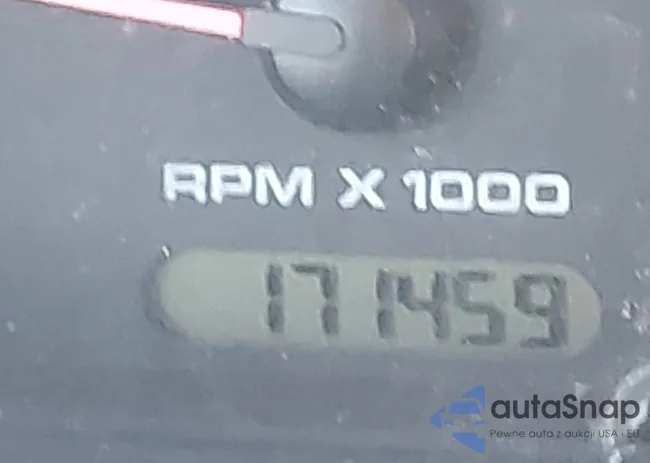 RPM X 1000
171459
autaSnap
Pewne auta z aukcji USA i EU